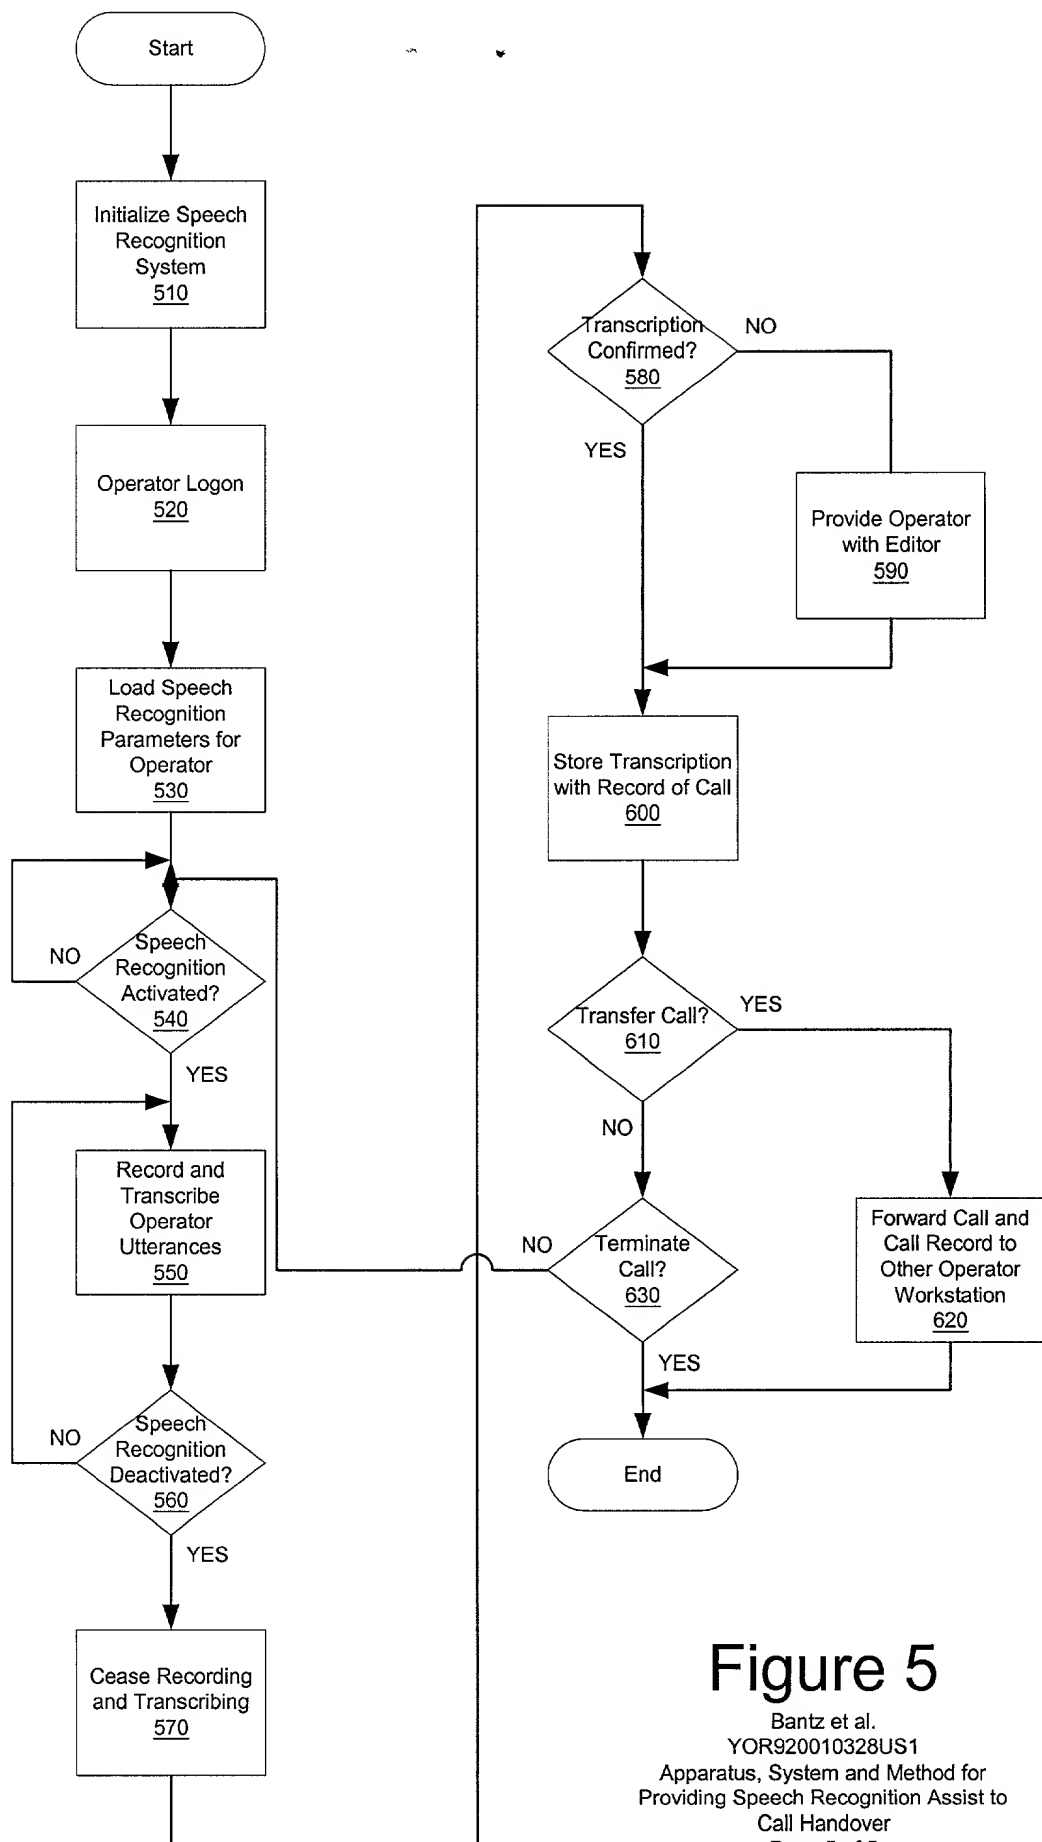 Start
Initialize Speech
Recognition
System
510
Operator Logon
520
Load Speech
Recognition
Parameters for
Operator
530
NO
Speech
Recognition
Activated?
540
YES
Record and
Transcribe
Operator
Utterances
550
NO
Speech
Recognition
Deactivated?
560
YES
Cease Recording
and Transcribing
570
Transcription
Confirmed?
580
NO
YES
Provide Operator
with Editor
590
Store Transcription
with Record of Call
600
Transfer Call?
610
YES
NO
Forward Call and
Call Record to
Other Operator
Workstation
620
NO
Terminate
Call?
630
YES
End
Figure 5
Bantz et al.
YOR920010328US1
Apparatus, System and Method for
Providing Speech Recognition Assist to
Call Handover